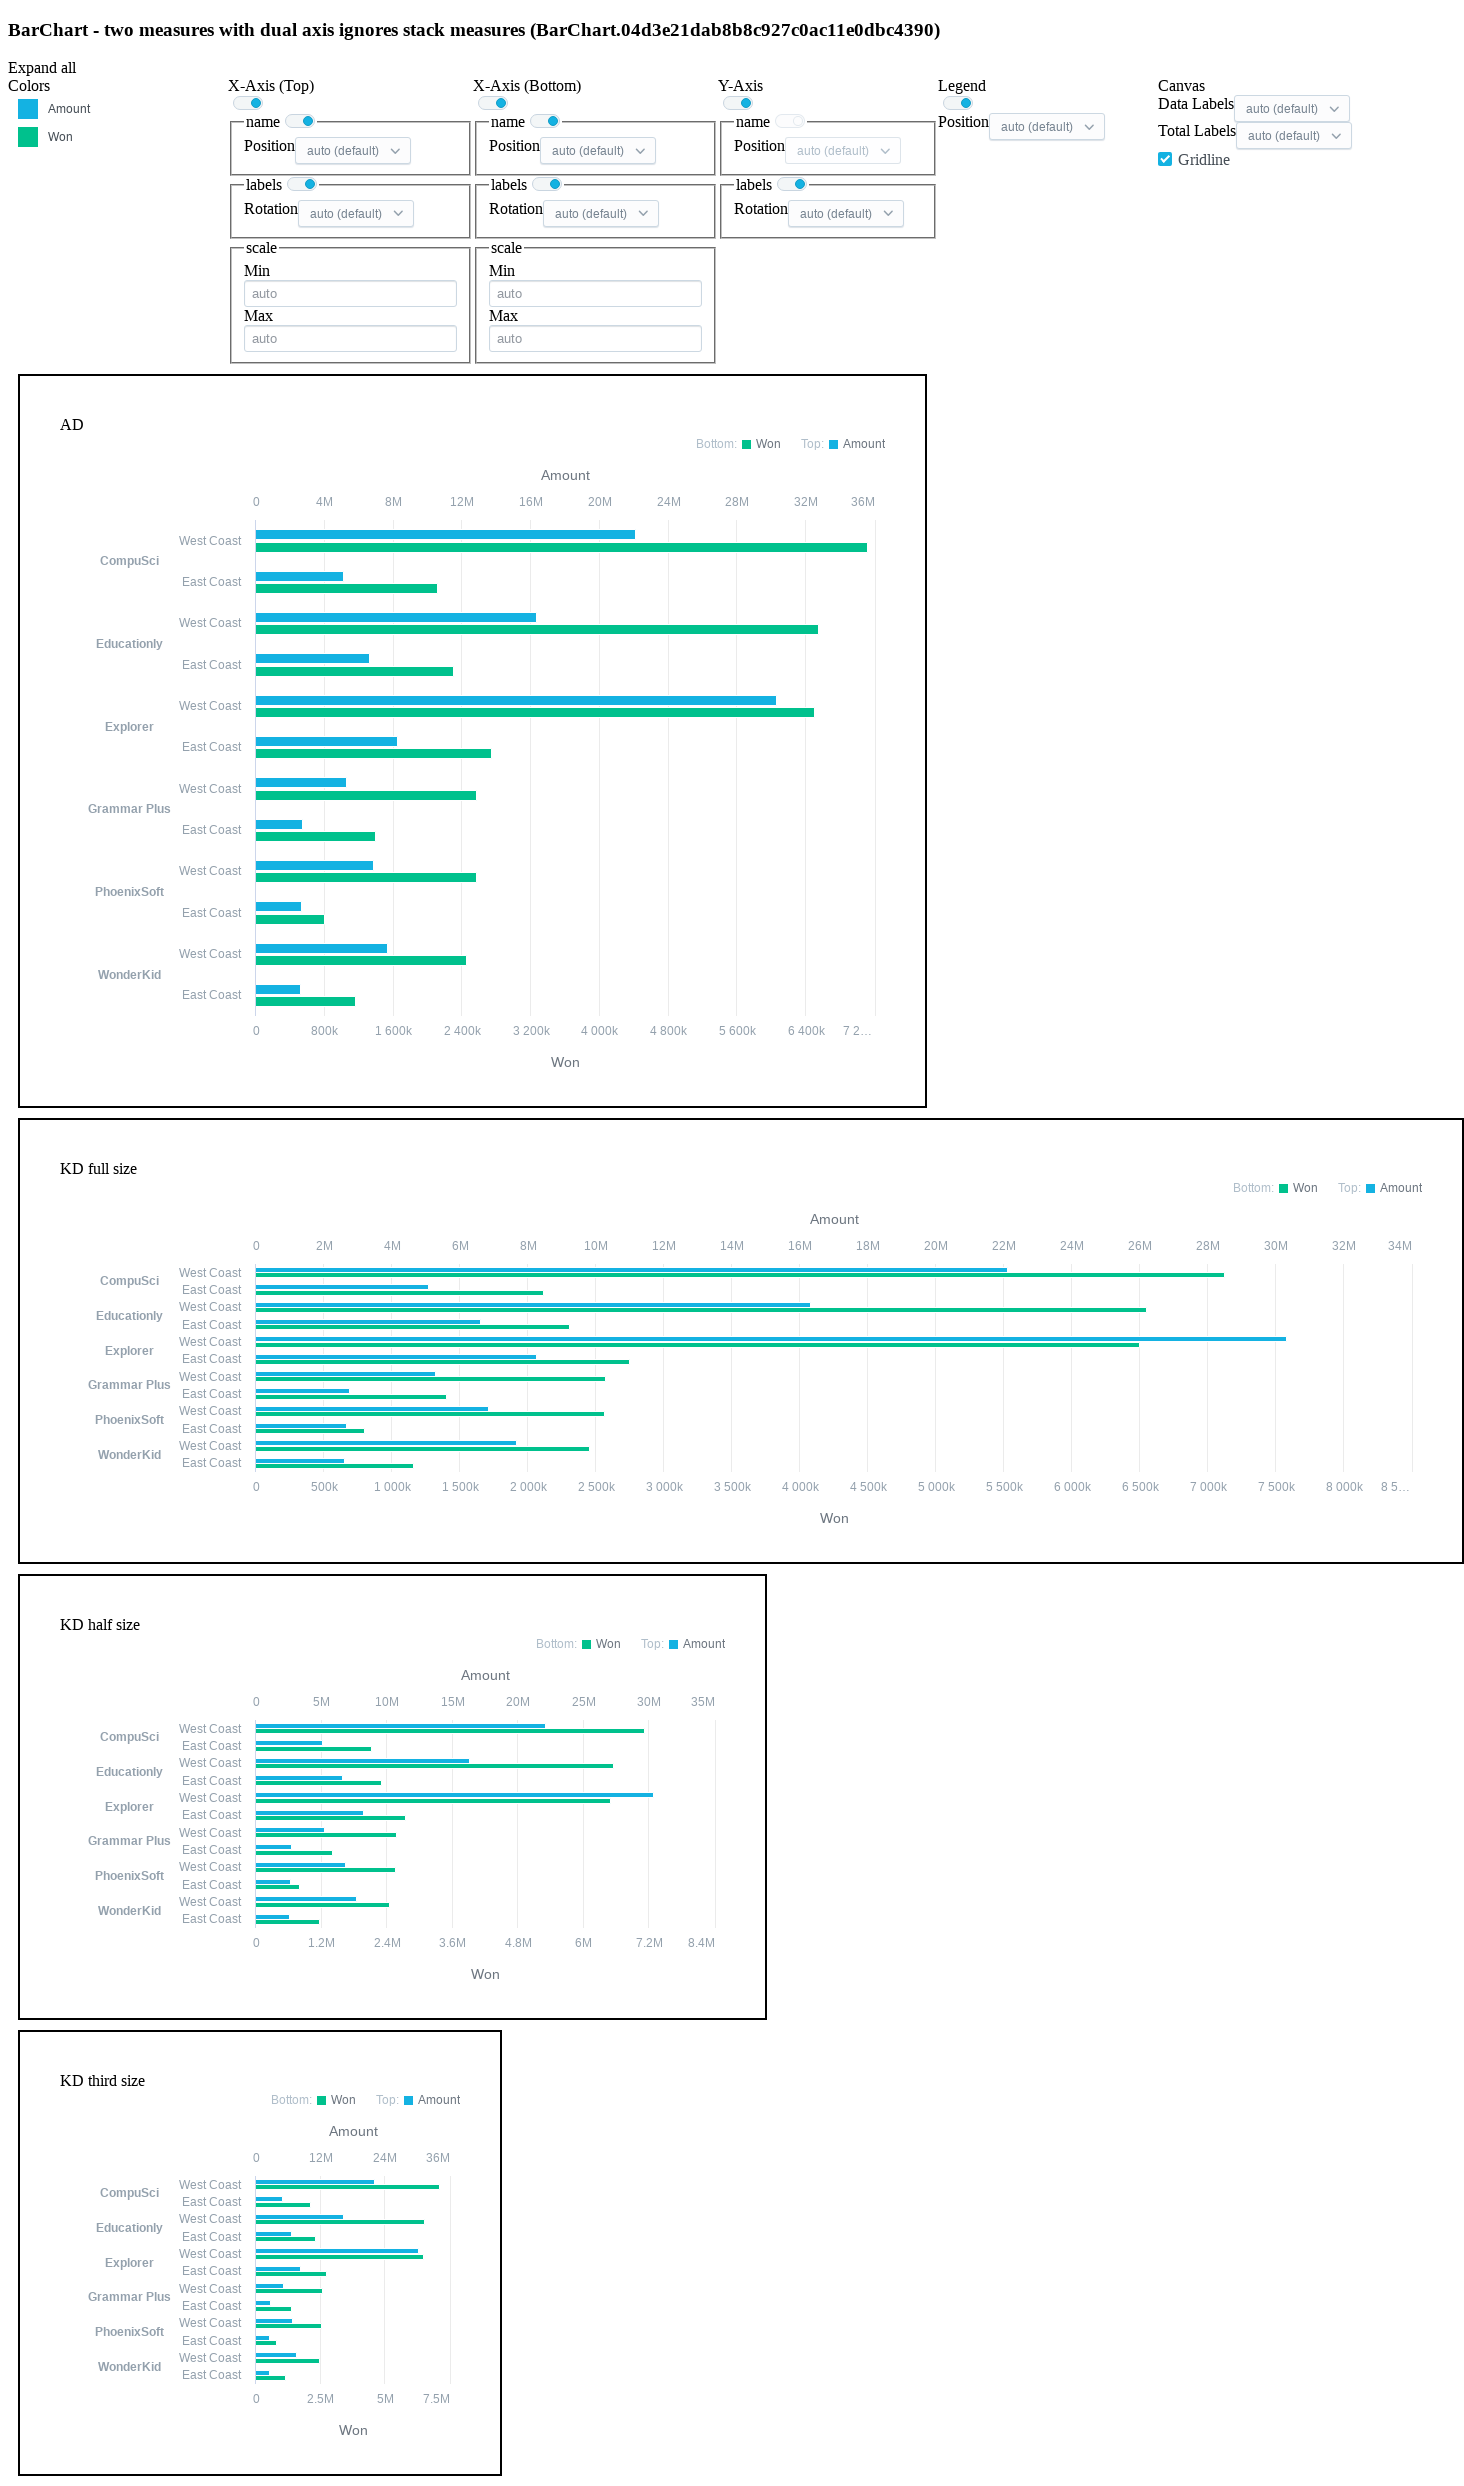 BarChart - two measures with dual axis ignores stack measures (BarChart.04d3e21dab8b8c927c0ac11e0dbc4390)
Expand all
Colors
Amount
Won
X-Axis (Top)
name
Position auto (default)
labels
Rotation auto (default)
scale
Min
auto
Max
auto
X-Axis (Bottom)
name
Position auto (default)
labels
Rotation auto (default)
scale
Min
auto
Max
auto
Y-Axis
name
Position auto (default)
labels
Rotation auto (default)
Legend
Position auto (default)
Canvas
Data Labels auto (default)
Total Labels auto (default)
Gridline
AD
Bottom: Won Top: Amount
Amount
0 4M 8M 12M 16M 20M 24M 28M 32M 36M
CompuSci
West Coast
East Coast
Educationly
West Coast
East Coast
Explorer
West Coast
East Coast
Grammar Plus
West Coast
East Coast
PhoenixSoft
West Coast
East Coast
WonderKid
West Coast
East Coast
0 800k 1 600k 2 400k 3 200k 4 000k 4 800k 5 600k 6 400k 7 2…
Won
KD full size
Bottom: Won Top: Amount
Amount
0 2M 4M 6M 8M 10M 12M 14M 16M 18M 20M 22M 24M 26M 28M 30M 32M 34M
CompuSci
West Coast
East Coast
Educationly
West Coast
East Coast
Explorer
West Coast
East Coast
Grammar Plus
West Coast
East Coast
PhoenixSoft
West Coast
East Coast
WonderKid
West Coast
East Coast
0 500k 1 000k 1 500k 2 000k 2 500k 3 000k 3 500k 4 000k 4 500k 5 000k 5 500k 6 000k 6 500k 7 000k 7 500k 8 000k 8 5…
Won
KD half size
Bottom: Won Top: Amount
Amount
0 5M 10M 15M 20M 25M 30M 35M
CompuSci
West Coast
East Coast
Educationly
West Coast
East Coast
Explorer
West Coast
East Coast
Grammar Plus
West Coast
East Coast
PhoenixSoft
West Coast
East Coast
WonderKid
West Coast
East Coast
0 1.2M 2.4M 3.6M 4.8M 6M 7.2M 8.4M
Won
KD third size
Bottom: Won Top: Amount
Amount
0 12M 24M 36M
CompuSci
West Coast
East Coast
Educationly
West Coast
East Coast
Explorer
West Coast
East Coast
Grammar Plus
West Coast
East Coast
PhoenixSoft
West Coast
East Coast
WonderKid
West Coast
East Coast
0 2.5M 5M 7.5M
Won